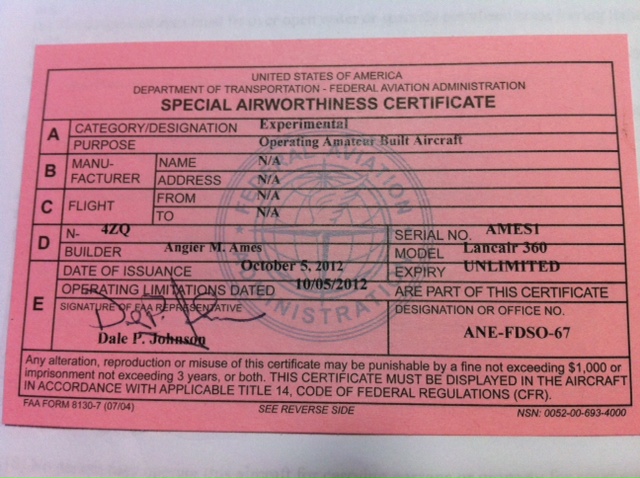 UNITED STATES OF AMERICA
DEPARTMENT OF TRANSPORTATION - FEDERAL AVIATION ADMINISTRATION
SPECIAL AIRWORTHINESS CERTIFICATE
A CATEGORY/DESIGNATION Experimental
PURPOSE Operating Amateur Built Aircraft
B MANU-FACTURER NAME N/A
ADDRESS N/A
C FLIGHT FROM N/A
TO N/A
D N- 4ZQ SERIAL NO. AMES1
BUILDER Angier M. Ames MODEL Lancair 360
E DATE OF ISSUANCE October 5, 2012 EXPIRY UNLIMITED
OPERATING LIMITATIONS DATED 10/05/2012 ARE PART OF THIS CERTIFICATE
SIGNATURE OF FAA REPRESENTATIVE DESIGNATION OR OFFICE NO.
Dale P. Johnson ANE-FDSO-67
Any alteration, reproduction or misuse of this certificate may be punishable by a fine not exceeding $1,000 or
imprisonment not exceeding 3 years, or both. THIS CERTIFICATE MUST BE DISPLAYED IN THE AIRCRAFT
IN ACCORDANCE WITH APPLICABLE TITLE 14, CODE OF FEDERAL REGULATIONS (CFR).
FAA FORM 8130-7 (07/04) SEE REVERSE SIDE NSN: 0052-00-693-4000
FEDERAL AVIATION ADMINISTRATION